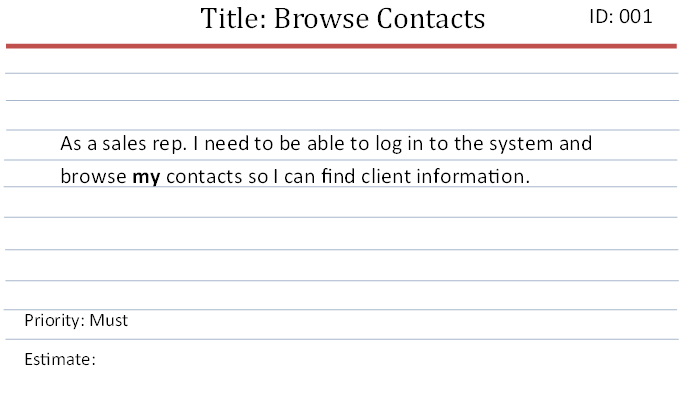 Title: Browse Contacts
ID: 001
As a sales rep. I need to be able to log in to the system and
browse my contacts so I can find client information.
Priority: Must
Estimate: